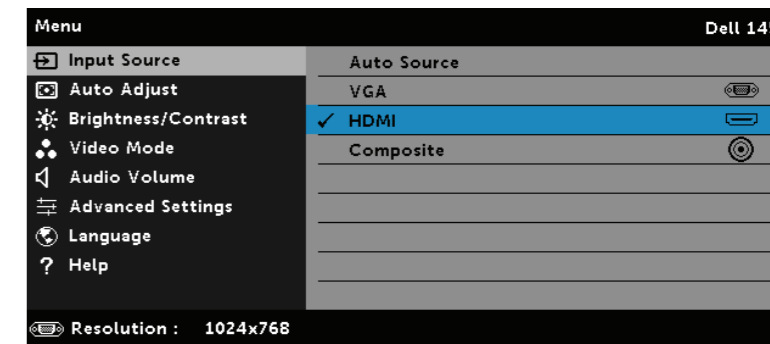 Menu Dell 14
Input Source
Auto Adjust
Brightness/Contrast
Video Mode
Audio Volume
Advanced Settings
Language
? Help
Auto Source
VGA
✓ HDMI
Composite
Resolution : 1024x768